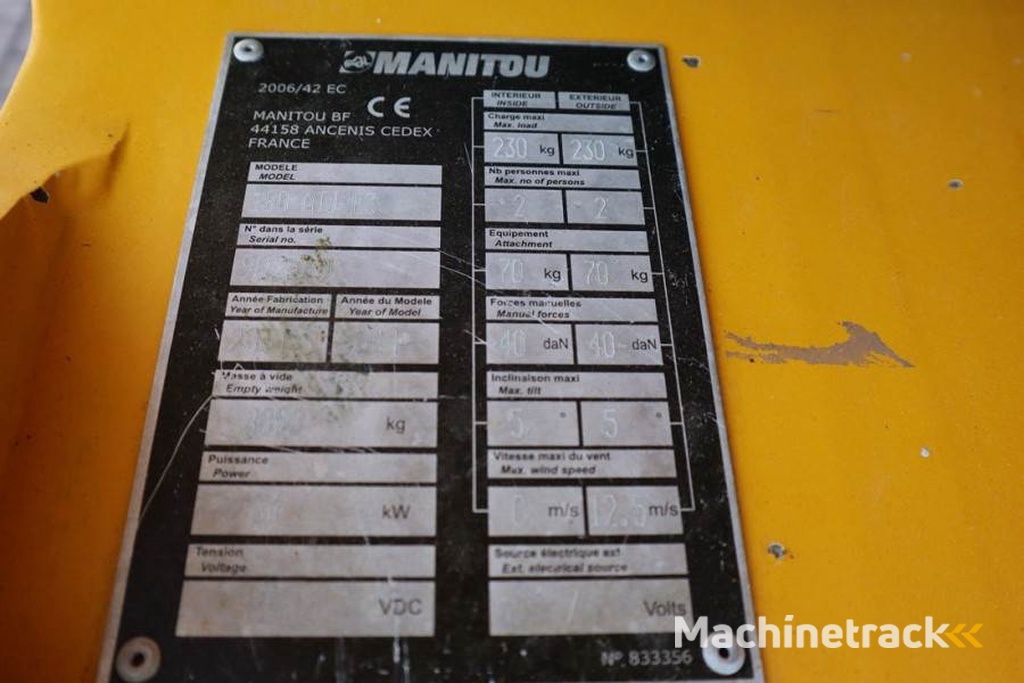 MANITOU
2006/42 EC
CE
MANITOU BF
44158 ANCENIS CEDEX
FRANCE
MODELE
MODEL
N° dans la série
Serial no.
Année Fabrication
Year of Manufacture
Année du Modele
Year of Model
Masse à vide
Empty weight
kg
Puissance
Power
kW
Tension
Voltage
VDC
INTERIEUR
INSIDE
EXTERIEUR
OUTSIDE
Charge maxi
Max. load
230 kg 230 kg
Nb personnes maxi
Max. no of persons
2 2
Equipement
Attachment
70 kg 70 kg
Forces manuelles
Manual forces
40 daN 40 daN
Inclinaison maxi
Max. tilt
5 ° 5 °
Vitesse maxi du vent
Max. wind speed
0 m/s 12.5 m/s
Source électrique ext
Ext. electrical source
Volts
N°. 833356
Machinetrack